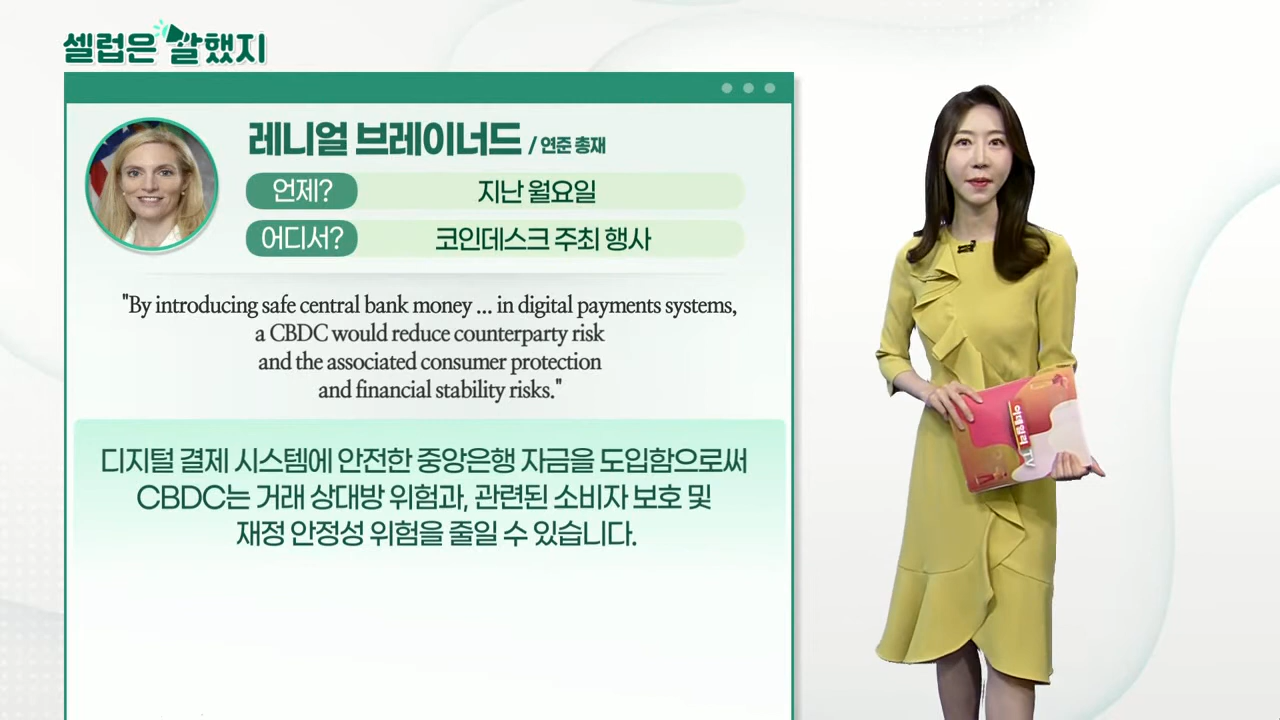 셀럽은 말했지
레니얼 브레이너드 / 연준 총재
언제? 지난 월요일
어디서? 코인데스크 주최 행사
"By introducing safe central bank money ... in digital payments systems,
a CBDC would reduce counterparty risk
and the associated consumer protection
and financial stability risks."
디지털 결제 시스템에 안전한 중앙은행 자금을 도입함으로써
CBDC는 거래 상대방 위험과, 관련된 소비자 보호 및
재정 안정성 위험을 줄일 수 있습니다.
이데일리 TV